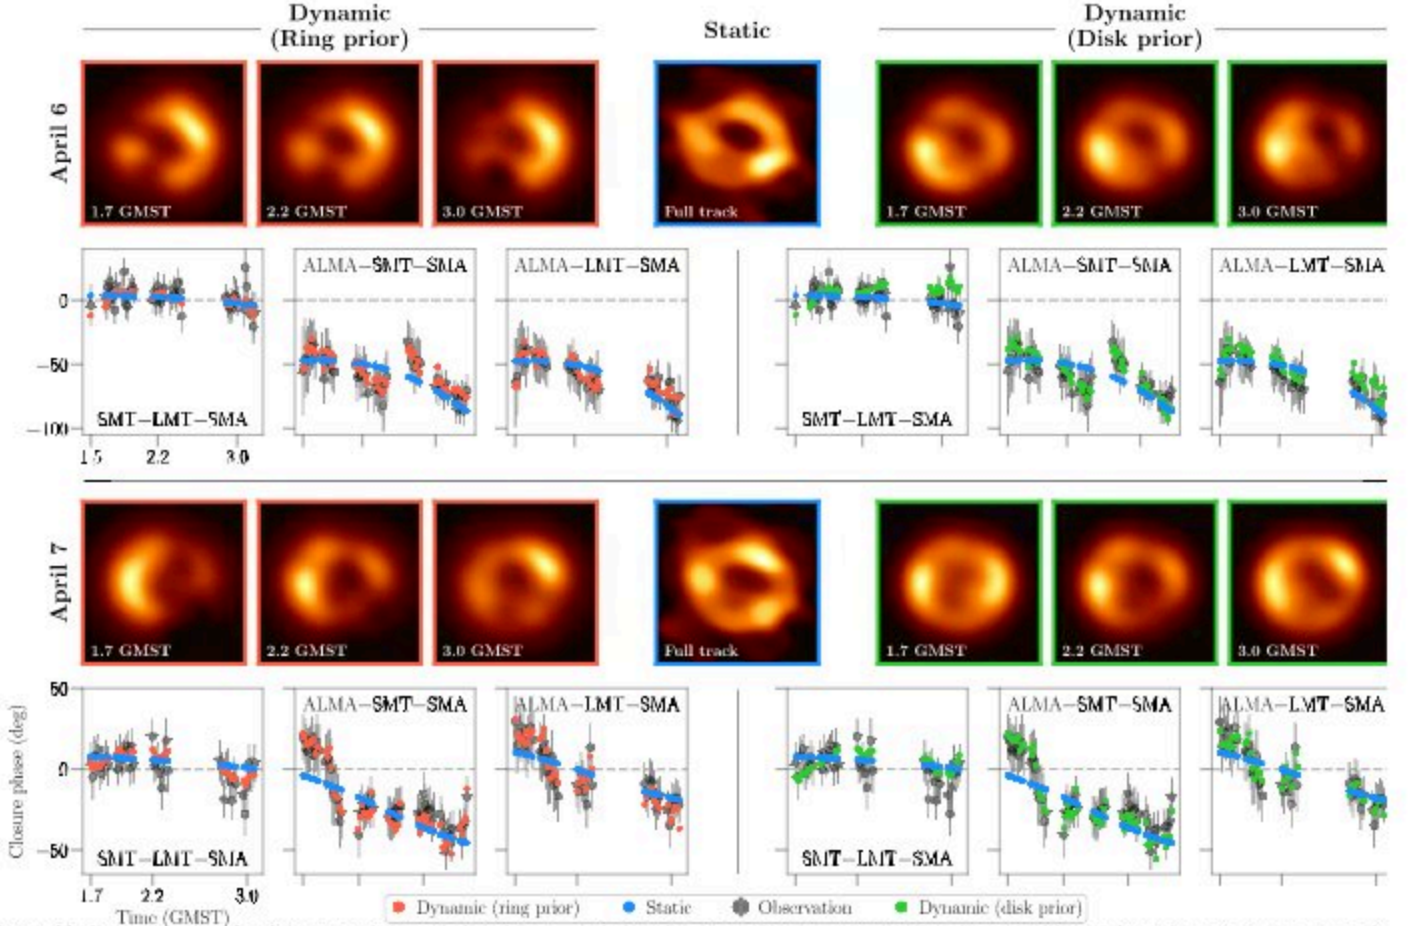 Dynamic
(Ring prior)
Static
Dynamic
(Disk prior)
April 6
1.7 GMST
2.2 GMST
3.0 GMST
Full track
1.7 GMST
2.2 GMST
3.0 GMST
0
−50
−100
SMT−LMT−SMA
ALMA−SMT−SMA
ALMA−LMT−SMA
SMT−LMT−SMA
ALMA−SMT−SMA
ALMA−LMT−SMA
2.2
3.0
April 7
1.7 GMST
2.2 GMST
3.0 GMST
Full track
1.7 GMST
2.2 GMST
3.0 GMST
Closure phase (deg)
50
0
−50
SMT−LMT−SMA
ALMA−SMT−SMA
ALMA−LMT−SMA
SMT−LMT−SMA
ALMA−SMT−SMA
ALMA−LMT−SMA
1.7
2.2
3.0
Time (GMST)
Dynamic (ring prior)
Static
Observation
Dynamic (disk prior)